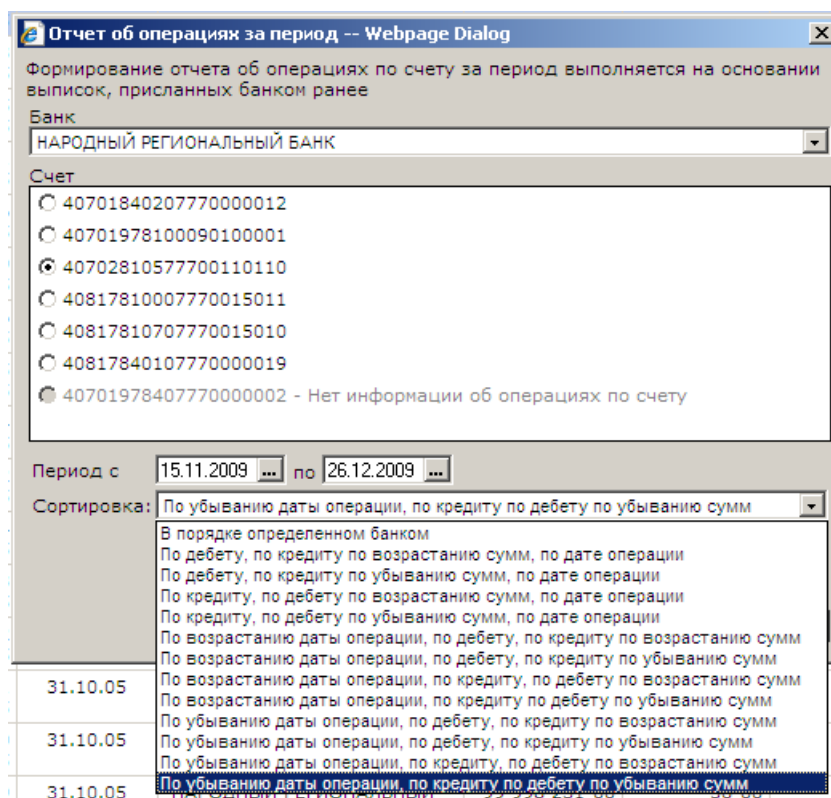 Отчет об операциях за период -- Webpage Dialog
Формирование отчета об операциях по счету за период выполняется на основании
выписок, присланных банком ранее
Банк
НАРОДНЫЙ РЕГИОНАЛЬНЫЙ БАНК
Счет
40701840207770000012
40701978100090100001
40702810577700110110
40817810007770015011
40817810707770015010
40817840107770000019
40701978407770000002 - Нет информации об операциях по счету
Период с 15.11.2009 ... по 26.12.2009 ...
Сортировка: По убыванию даты операции, по кредиту по дебету по убыванию сумм
В порядке определенном банком
По дебету, по кредиту по возрастанию сумм, по дате операции
По дебету, по кредиту по убыванию сумм, по дате операции
По кредиту, по дебету по возрастанию сумм, по дате операции
По кредиту, по дебету по убыванию сумм, по дате операции
По возрастанию даты операции, по дебету, по кредиту по возрастанию сумм
По возрастанию даты операции, по дебету, по кредиту по убыванию сумм
По возрастанию даты операции, по кредиту, по дебету по возрастанию сумм
По возрастанию даты операции, по кредиту по дебету по убыванию сумм
По убыванию даты операции, по дебету, по кредиту по возрастанию сумм
По убыванию даты операции, по дебету, по кредиту по убыванию сумм
По убыванию даты операции, по кредиту, по дебету по возрастанию сумм
По убыванию даты операции, по кредиту по дебету по убыванию сумм
31.10.05
31.10.05
31.10.05